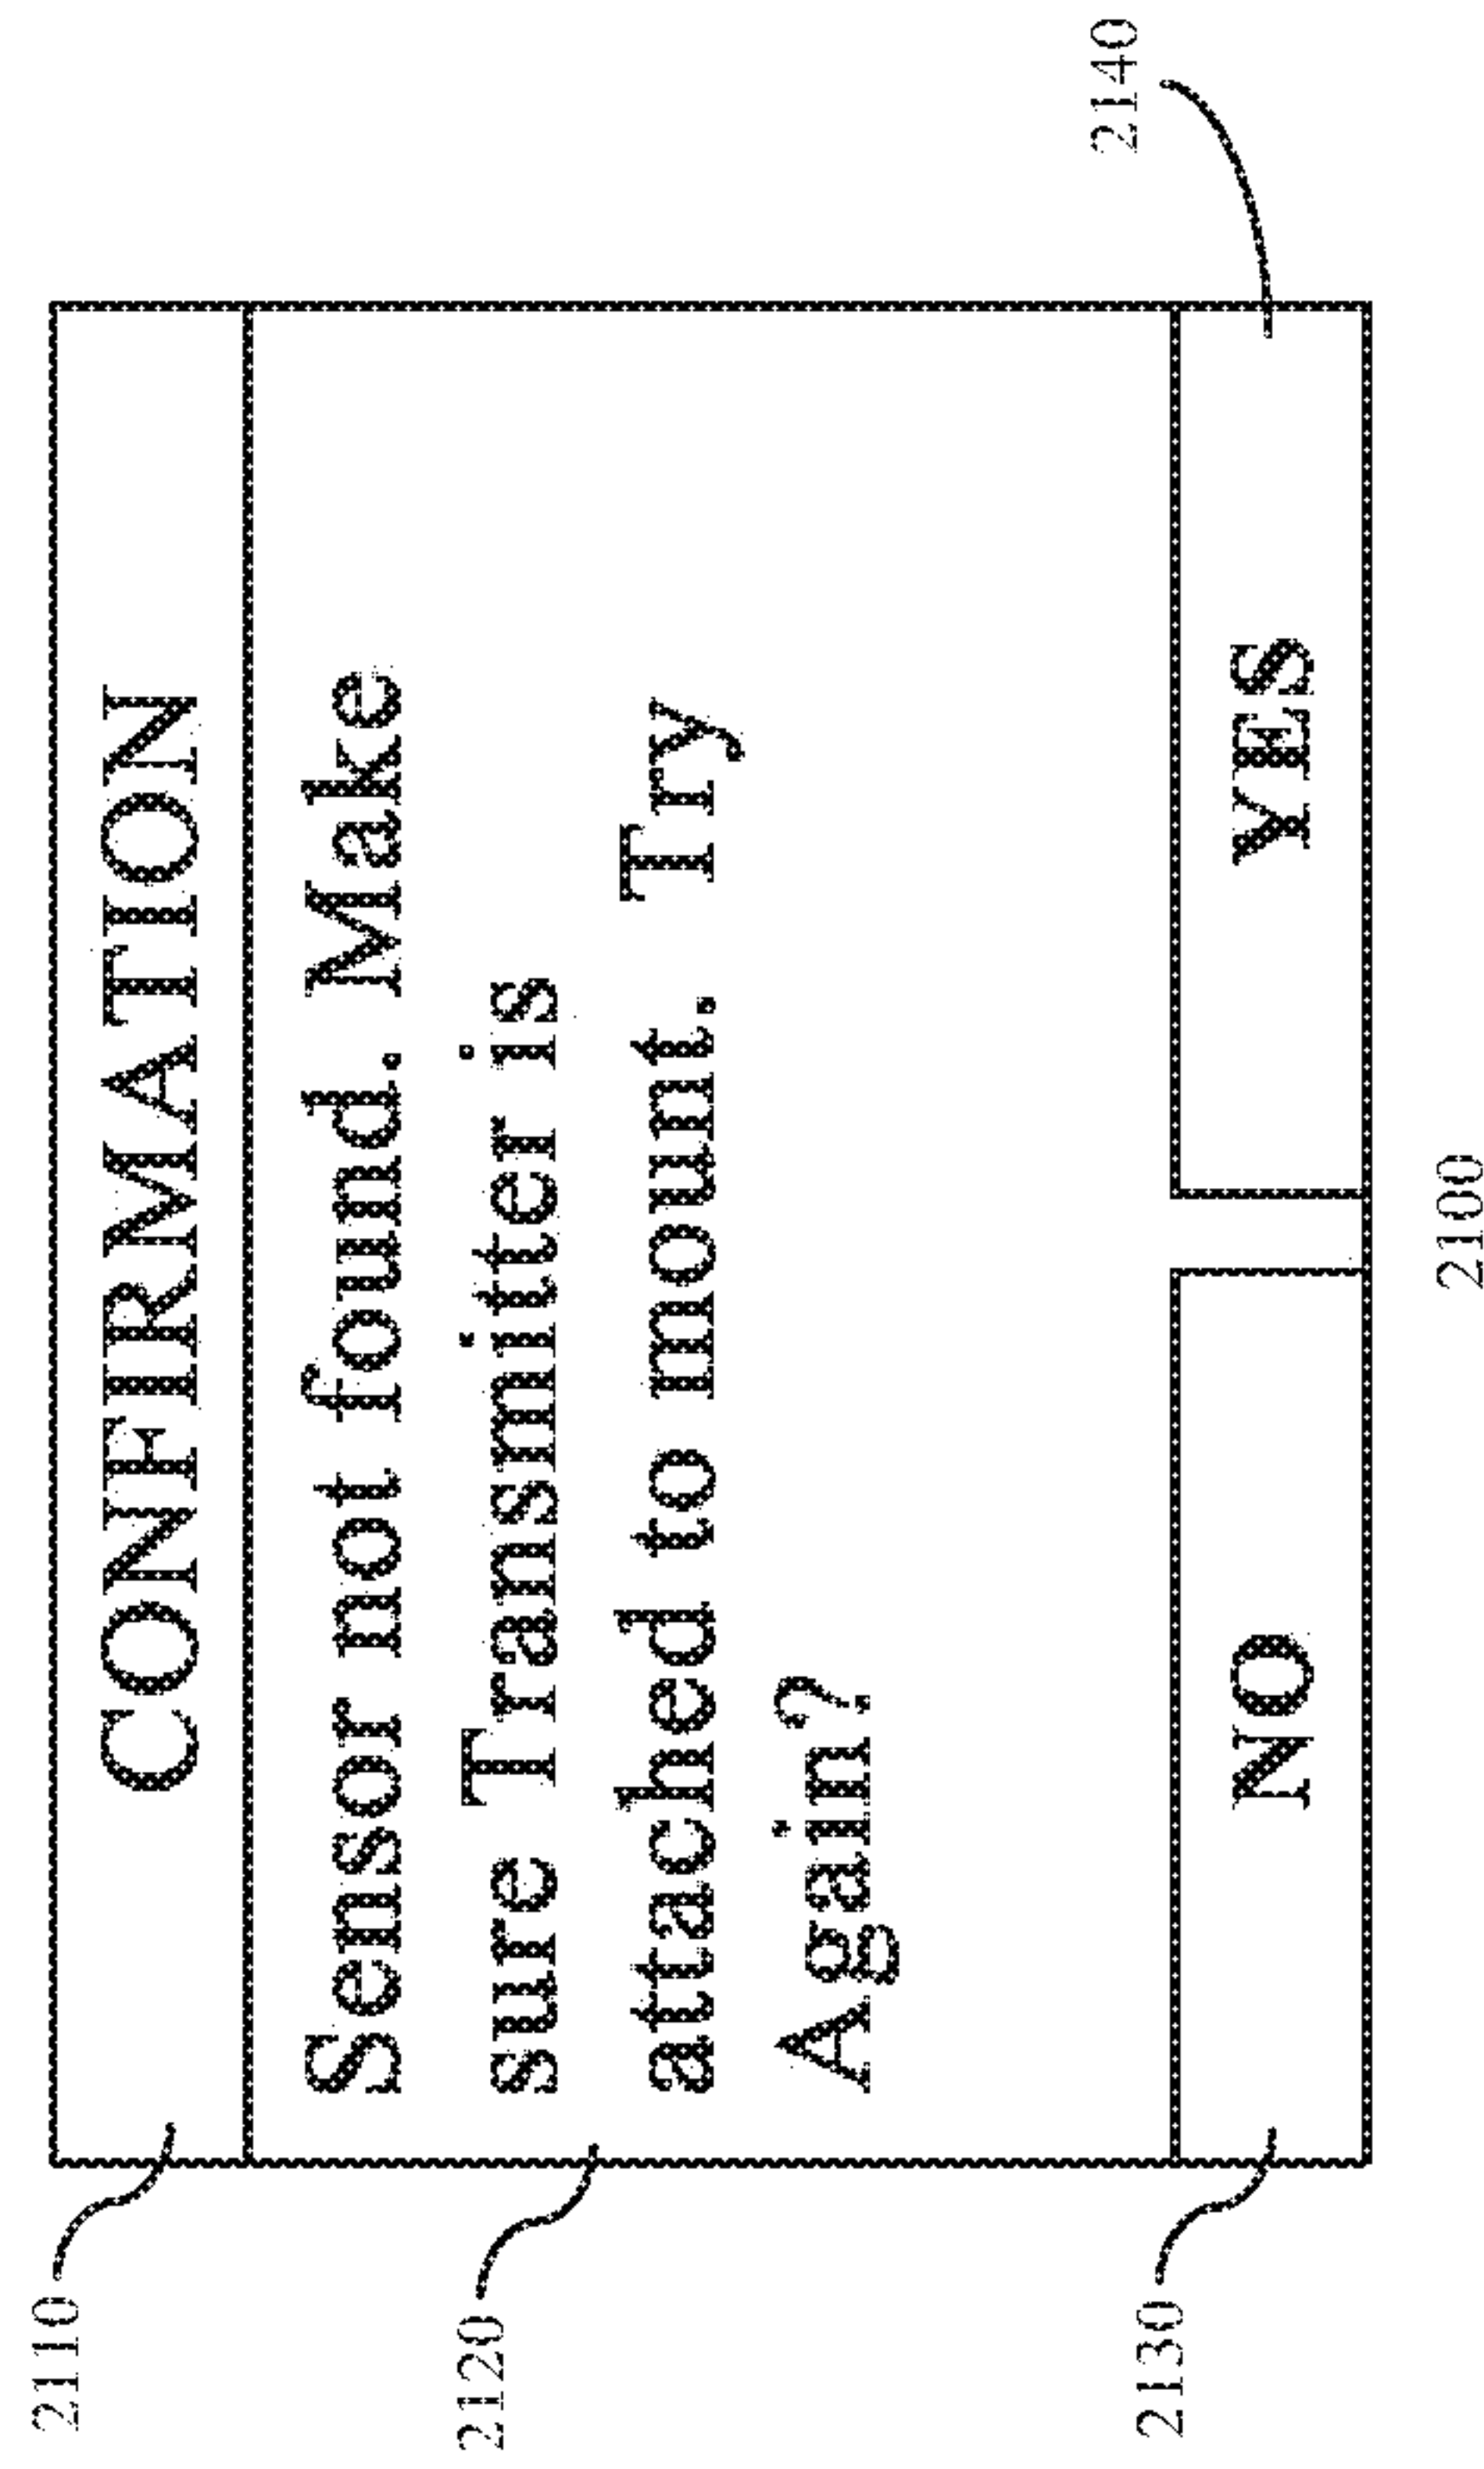 2110
CONFIRMATION
2120
Sensor not found. Make
sure Transmitter is
attached to mount. Try
Again?
2130
NO
YES
2140
2100